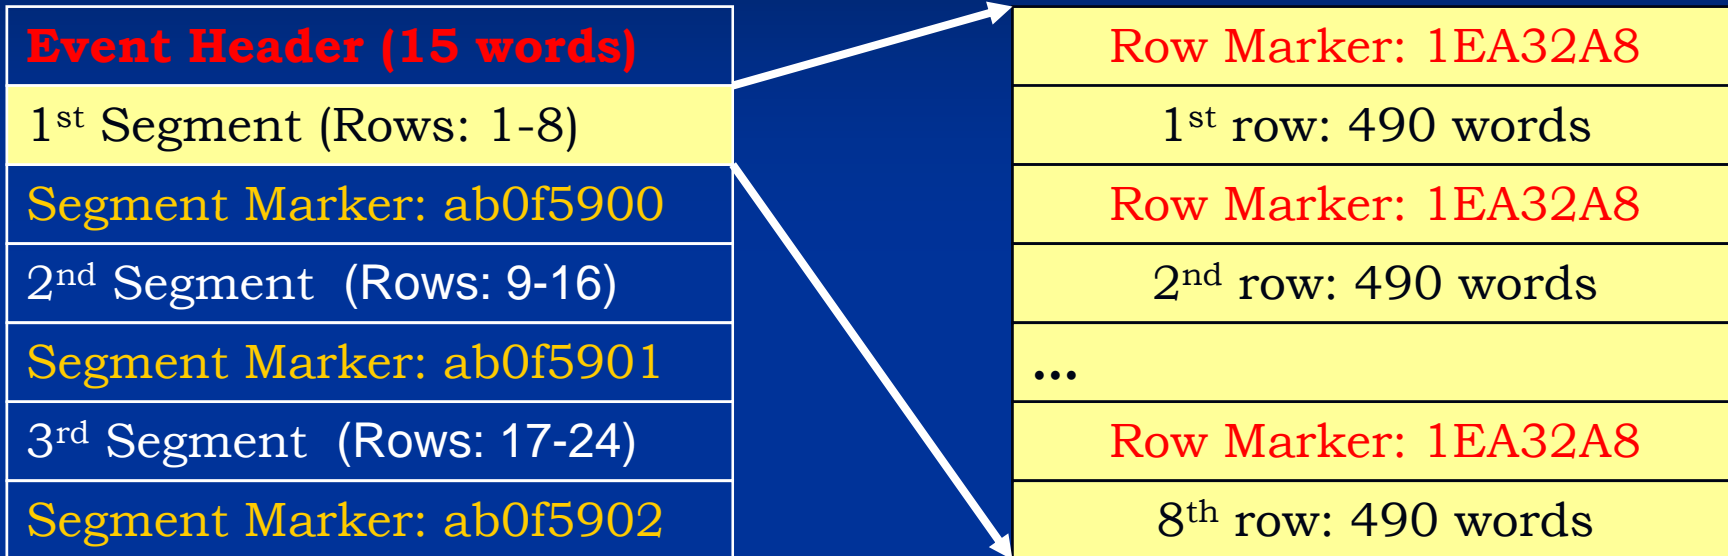 Event Header (15 words)
1st Segment (Rows: 1-8)
Segment Marker: ab0f5900
2nd Segment (Rows: 9-16)
Segment Marker: ab0f5901
3rd Segment (Rows: 17-24)
Segment Marker: ab0f5902
Row Marker: 1EA32A8
1st row: 490 words
Row Marker: 1EA32A8
2nd row: 490 words
...
Row Marker: 1EA32A8
8th row: 490 words